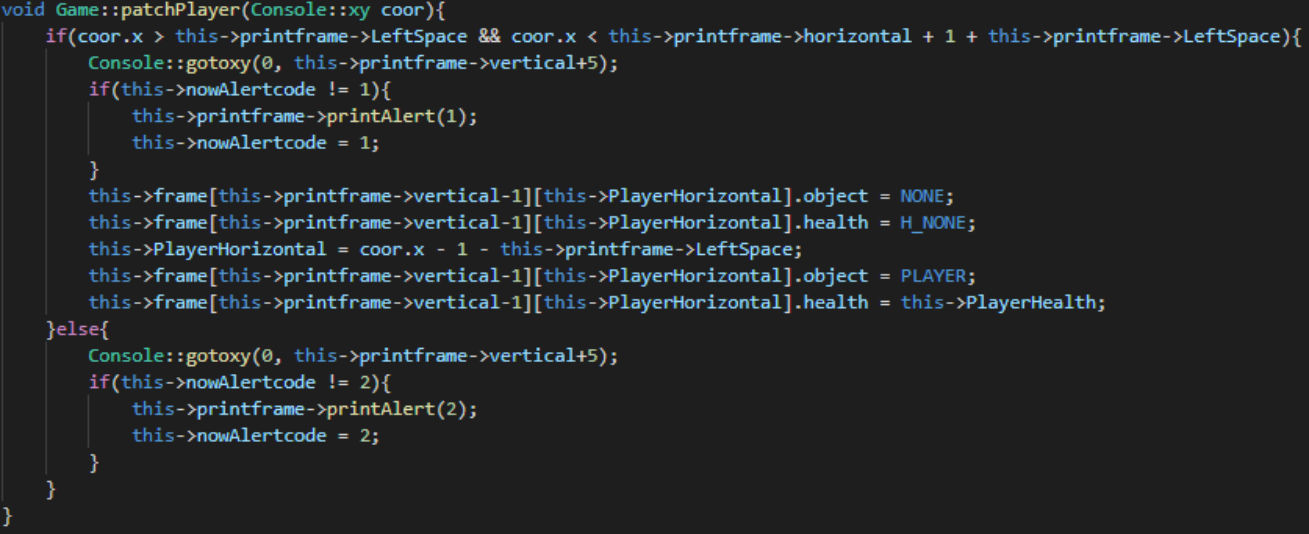 void Game::patchPlayer(Console::xy coor){
    if(coor.x > this->printframe->LeftSpace && coor.x < this->printframe->horizontal + 1 + this->printframe->LeftSpace){
        Console::gotoxy(0, this->printframe->vertical+5);
        if(this->nowAlertcode != 1){
            this->printframe->printAlert(1);
            this->nowAlertcode = 1;
        }
        this->frame[this->printframe->vertical-1][this->PlayerHorizontal].object = NONE;
        this->frame[this->printframe->vertical-1][this->PlayerHorizontal].health = H_NONE;
        this->PlayerHorizontal = coor.x - 1 - this->printframe->LeftSpace;
        this->frame[this->printframe->vertical-1][this->PlayerHorizontal].object = PLAYER;
        this->frame[this->printframe->vertical-1][this->PlayerHorizontal].health = this->PlayerHealth;
    }else{
        Console::gotoxy(0, this->printframe->vertical+5);
        if(this->nowAlertcode != 2){
            this->printframe->printAlert(2);
            this->nowAlertcode = 2;
        }
    }
}